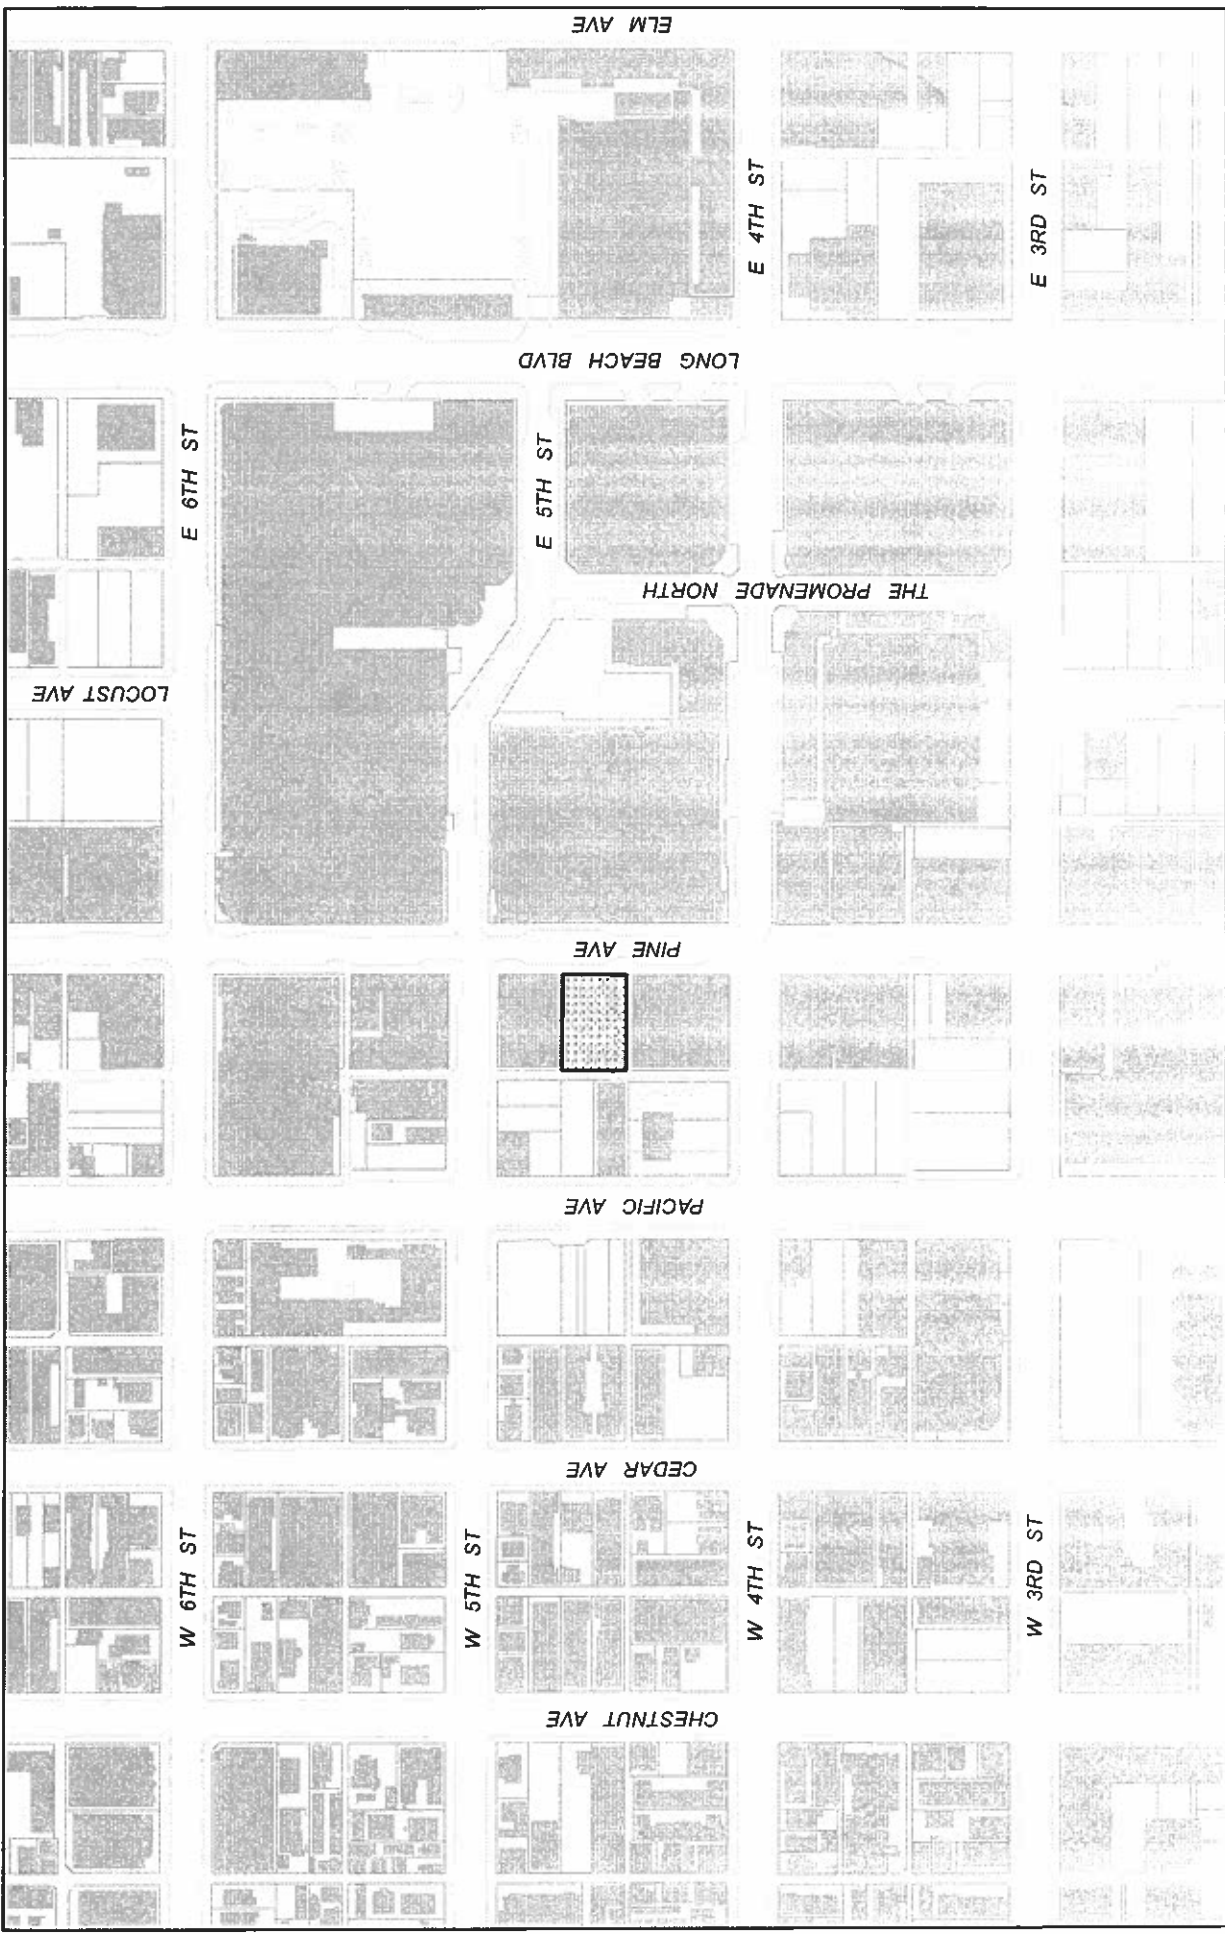 ELM AVE
E 4TH ST
E 3RD ST
LONG BEACH BLVD
E 6TH ST
E 5TH ST
THE PROMENADE NORTH
LOCUST AVE
PINE AVE
PACIFIC AVE
CEDAR AVE
W 6TH ST
W 5TH ST
W 4TH ST
W 3RD ST
CHESTNUT AVE